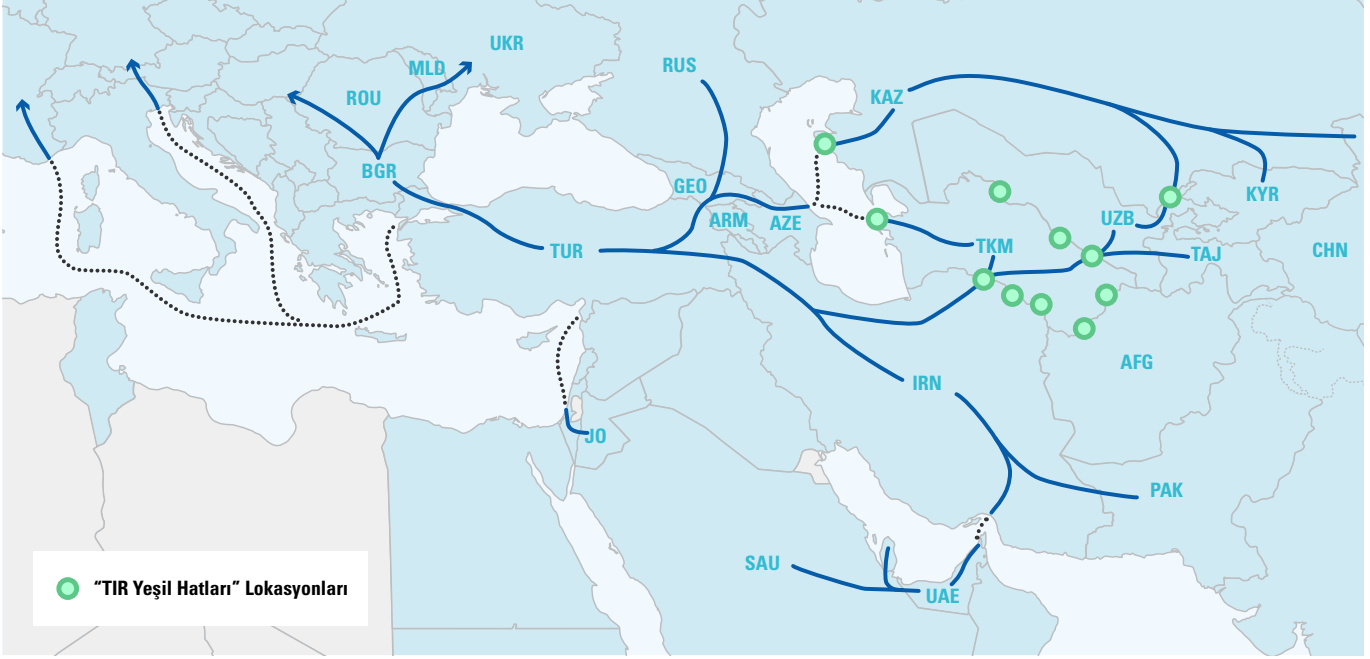 UKR
MLD
RUS
ROU
KAZ
BGR
GEO
KYR
ARM
AZE
UZB
TUR
TKM
TAJ
CHN
AFG
IRN
JO
PAK
SAU
UAE
“TIR Yeşil Hatları” Lokasyonları